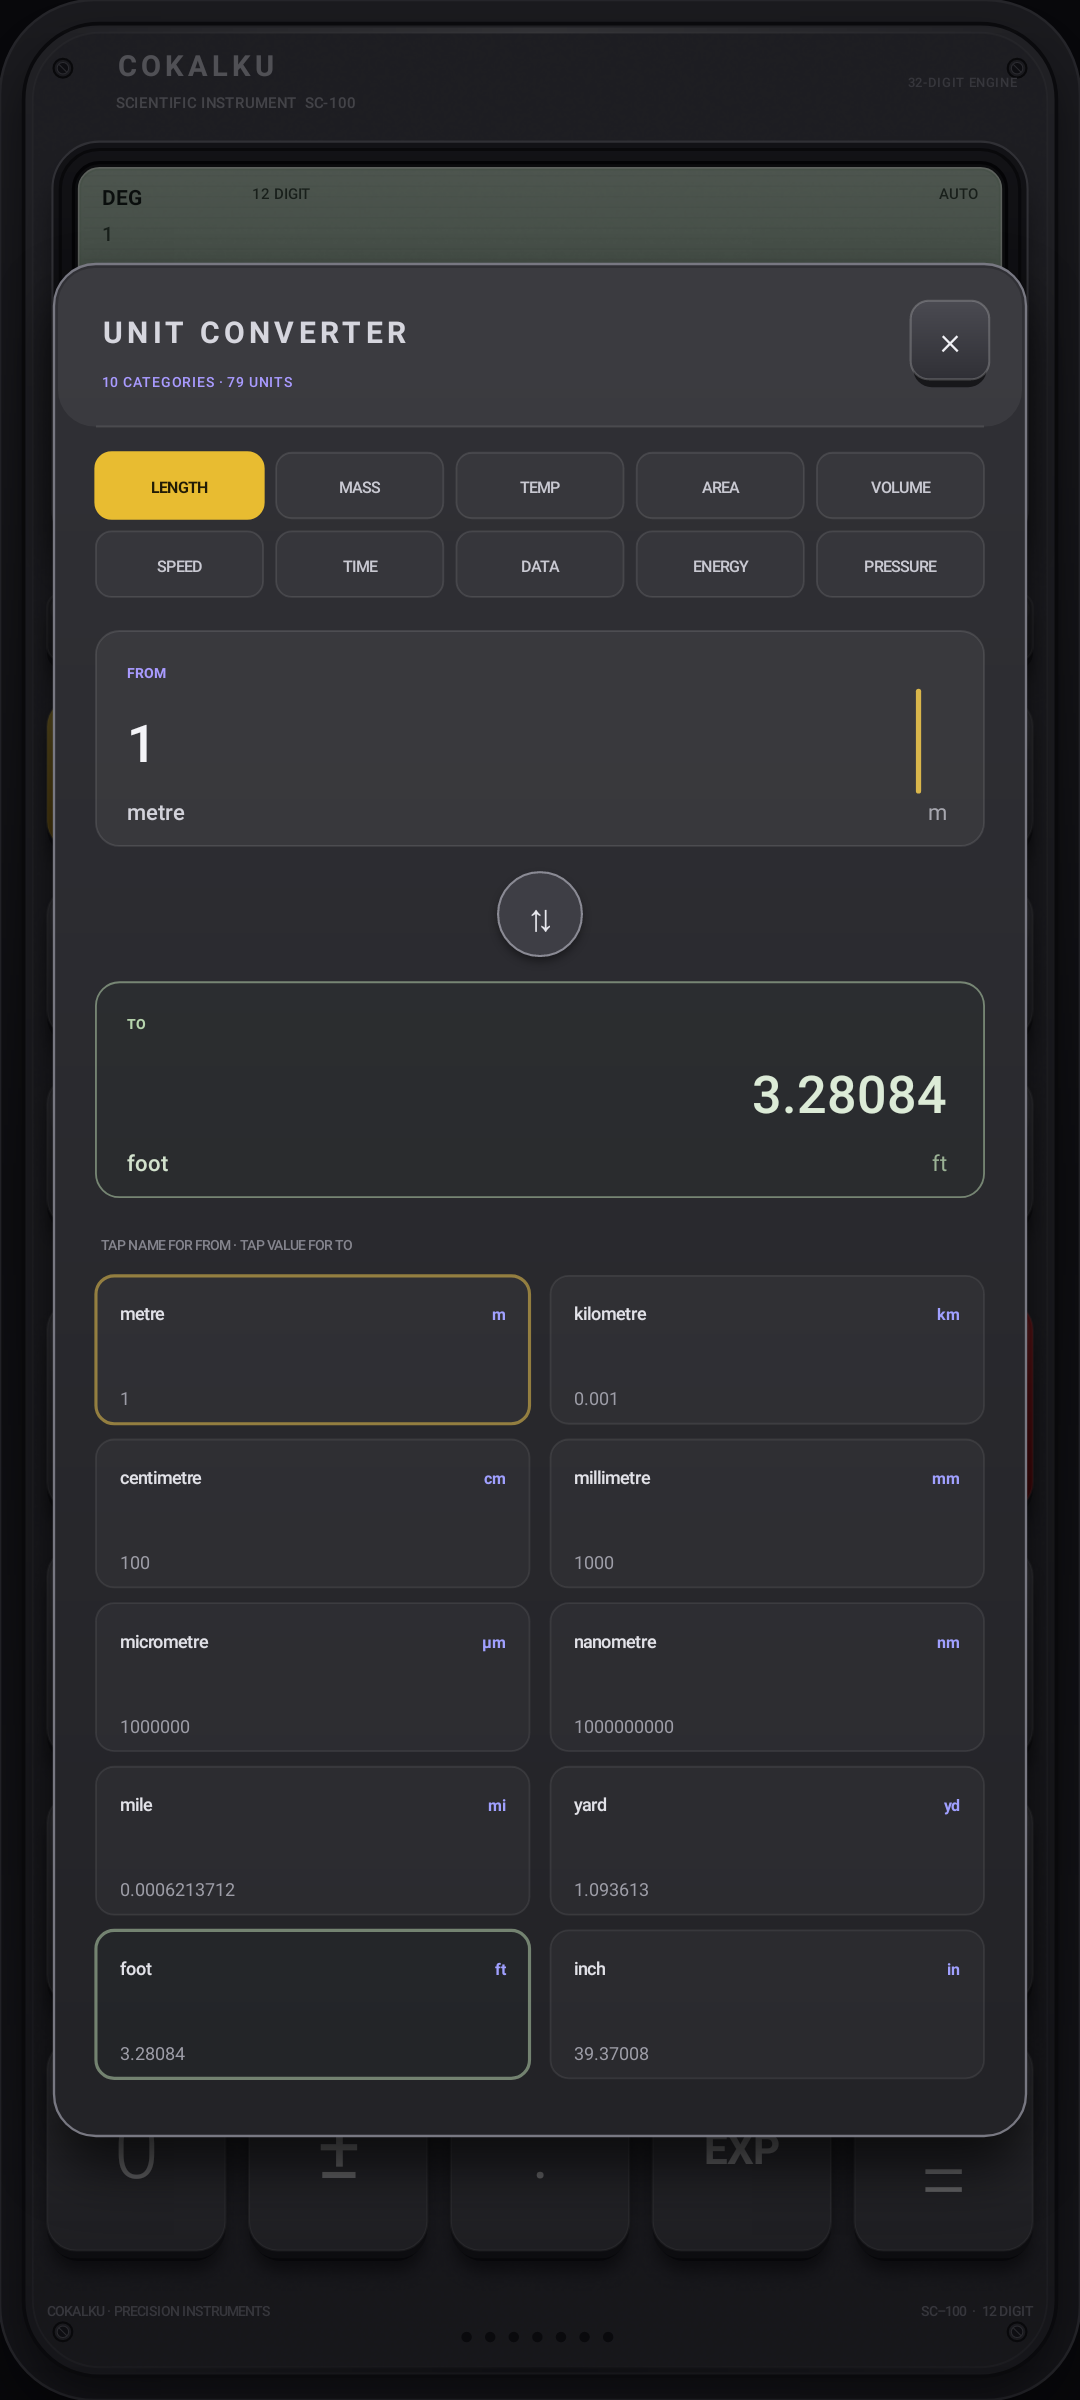 COKALKU
SCIENTIFIC INSTRUMENT SC-100
32-DIGIT ENGINE
DEG 12 DIGIT AUTO
1
UNIT CONVERTER
×
10 CATEGORIES · 79 UNITS
LENGTH MASS TEMP AREA VOLUME
SPEED TIME DATA ENERGY PRESSURE
FROM
1
metre m
⇅
TO
3.28084
foot ft
TAP NAME FOR FROM · TAP VALUE FOR TO
metre m
1
kilometre km
0.001
centimetre cm
100
millimetre mm
1000
micrometre µm
1000000
nanometre nm
1000000000
mile mi
0.0006213712
yard yd
1.093613
foot ft
3.28084
inch in
39.37008
0 ± . EXP =
COKALKU · PRECISION INSTRUMENTS
SC-100 · 12 DIGIT